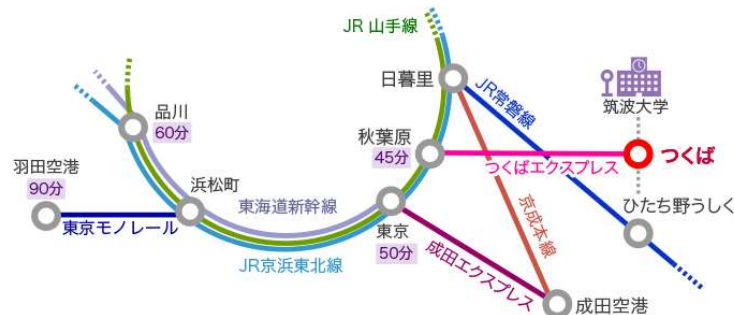 JR 山手線
日暮里
JR常磐線
筑波大学
品川
60分
秋葉原
45分
つくばエクスプレス
つくば
羽田空港
90分
浜松町
東海道新幹線
東京モノレール
JR京浜東北線
東京
50分
京成本線
成田エクスプレス
ひたち野うしく
成田空港